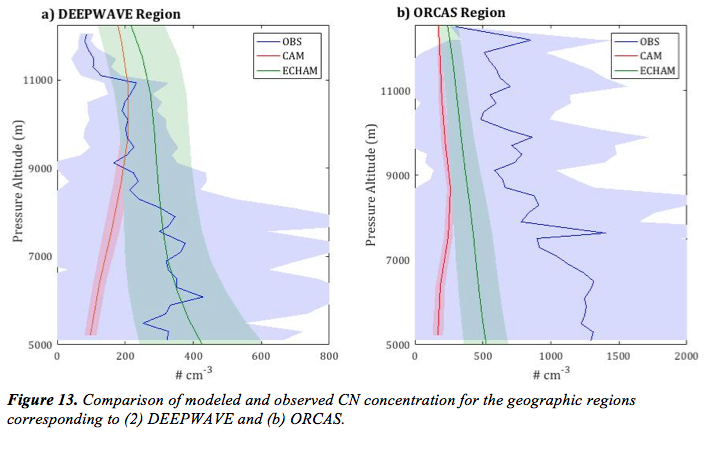 a) DEEPWAVE Region
b) ORCAS Region
OBS
CAM
ECHAM
OBS
CAM
ECHAM
11000
9000
7000
5000
Pressure Altitude (m)
0 200 400 600 800
# cm-3
11000
9000
7000
5000
Pressure Altitude (m)
0 500 1000 1500 2000
# cm-3
Figure 13. Comparison of modeled and observed CN concentration for the geographic regions
corresponding to (2) DEEPWAVE and (b) ORCAS.